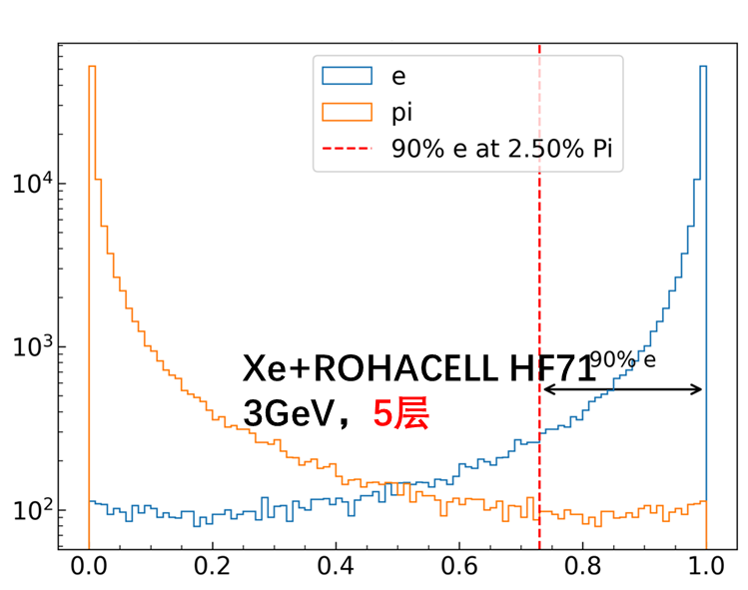 e
pi
90% e at 2.50% Pi
10⁴
10³
10²
Xe+ROHACELL HF71
90% e
3GeV，5层
0.0 0.2 0.4 0.6 0.8 1.0